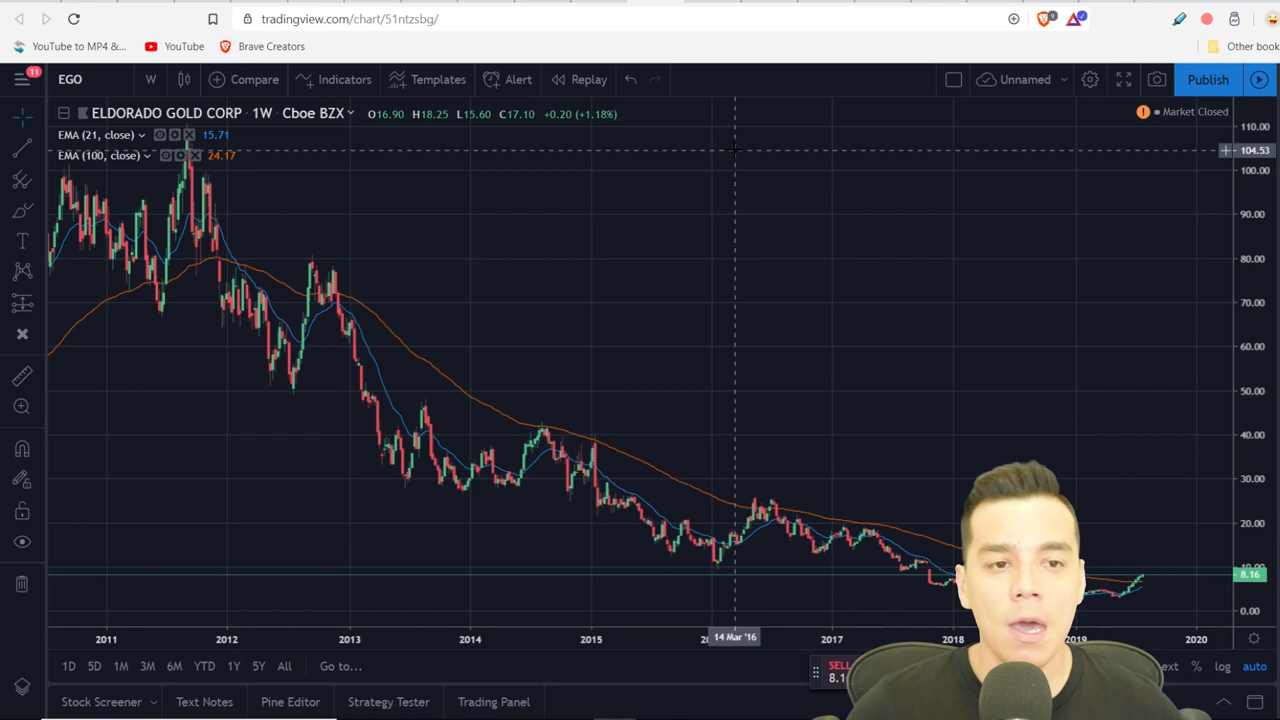 tradingview.com/chart/51ntzsbg/
9
YouTube to MP4 &... YouTube Brave Creators Other book
11
EGO W Compare Indicators Templates Alert Replay Unnamed Publish
ELDORADO GOLD CORP · 1W · Cboe BZX O16.90 H18.25 L15.60 C17.10 +0.20 (+1.18%) Market Closed
EMA (21, close) 15.71
EMA (100, close) 24.17
110.00
104.53
100.00
90.00
80.00
70.00
60.00
50.00
40.00
30.00
20.00
8.16
0.00
2011 2012 2013 2014 2015 14 Mar '16 2017 2018 2019 2020
1D 5D 1M 3M 6M YTD 1Y 5Y All Go to... SELL ext % log auto
Stock Screener Text Notes Pine Editor Strategy Tester Trading Panel